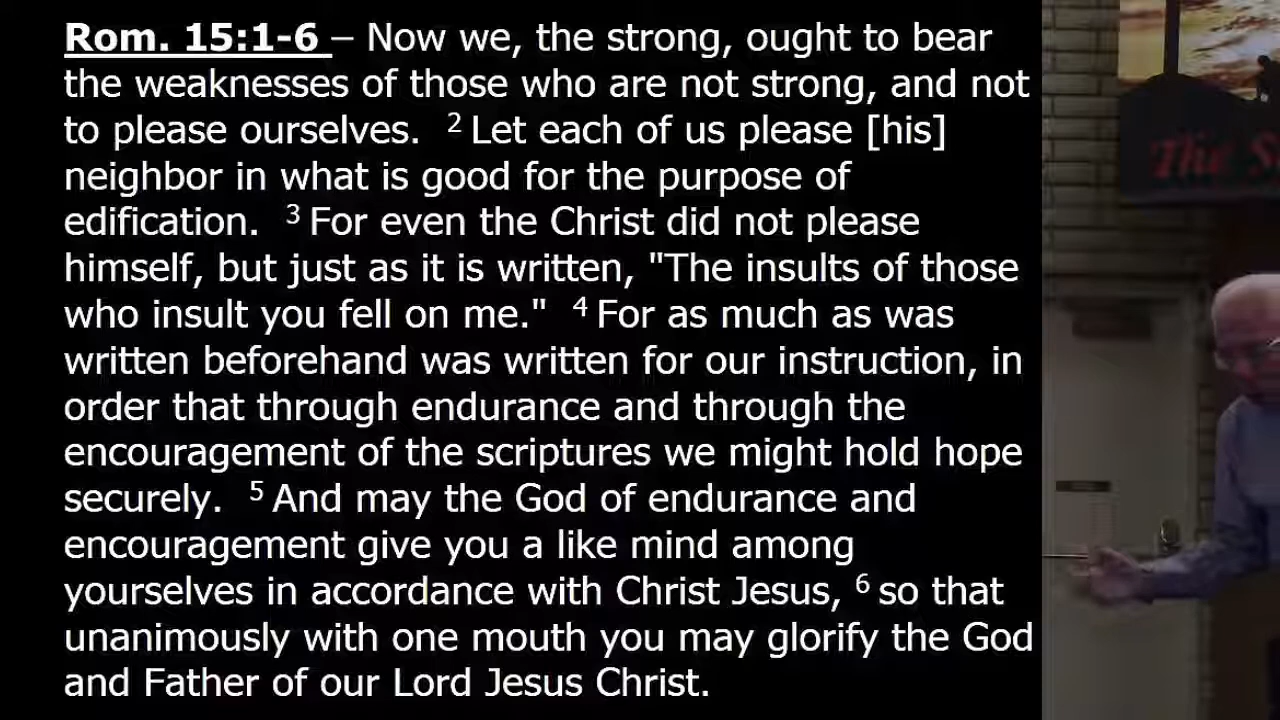 Rom. 15:1-6 – Now we, the strong, ought to bear
the weaknesses of those who are not strong, and not
to please ourselves. 2 Let each of us please [his]
neighbor in what is good for the purpose of
edification. 3 For even the Christ did not please
himself, but just as it is written, "The insults of those
who insult you fell on me." 4 For as much as was
written beforehand was written for our instruction, in
order that through endurance and through the
encouragement of the scriptures we might hold hope
securely. 5 And may the God of endurance and
encouragement give you a like mind among
yourselves in accordance with Christ Jesus, 6 so that
unanimously with one mouth you may glorify the God
and Father of our Lord Jesus Christ.
The